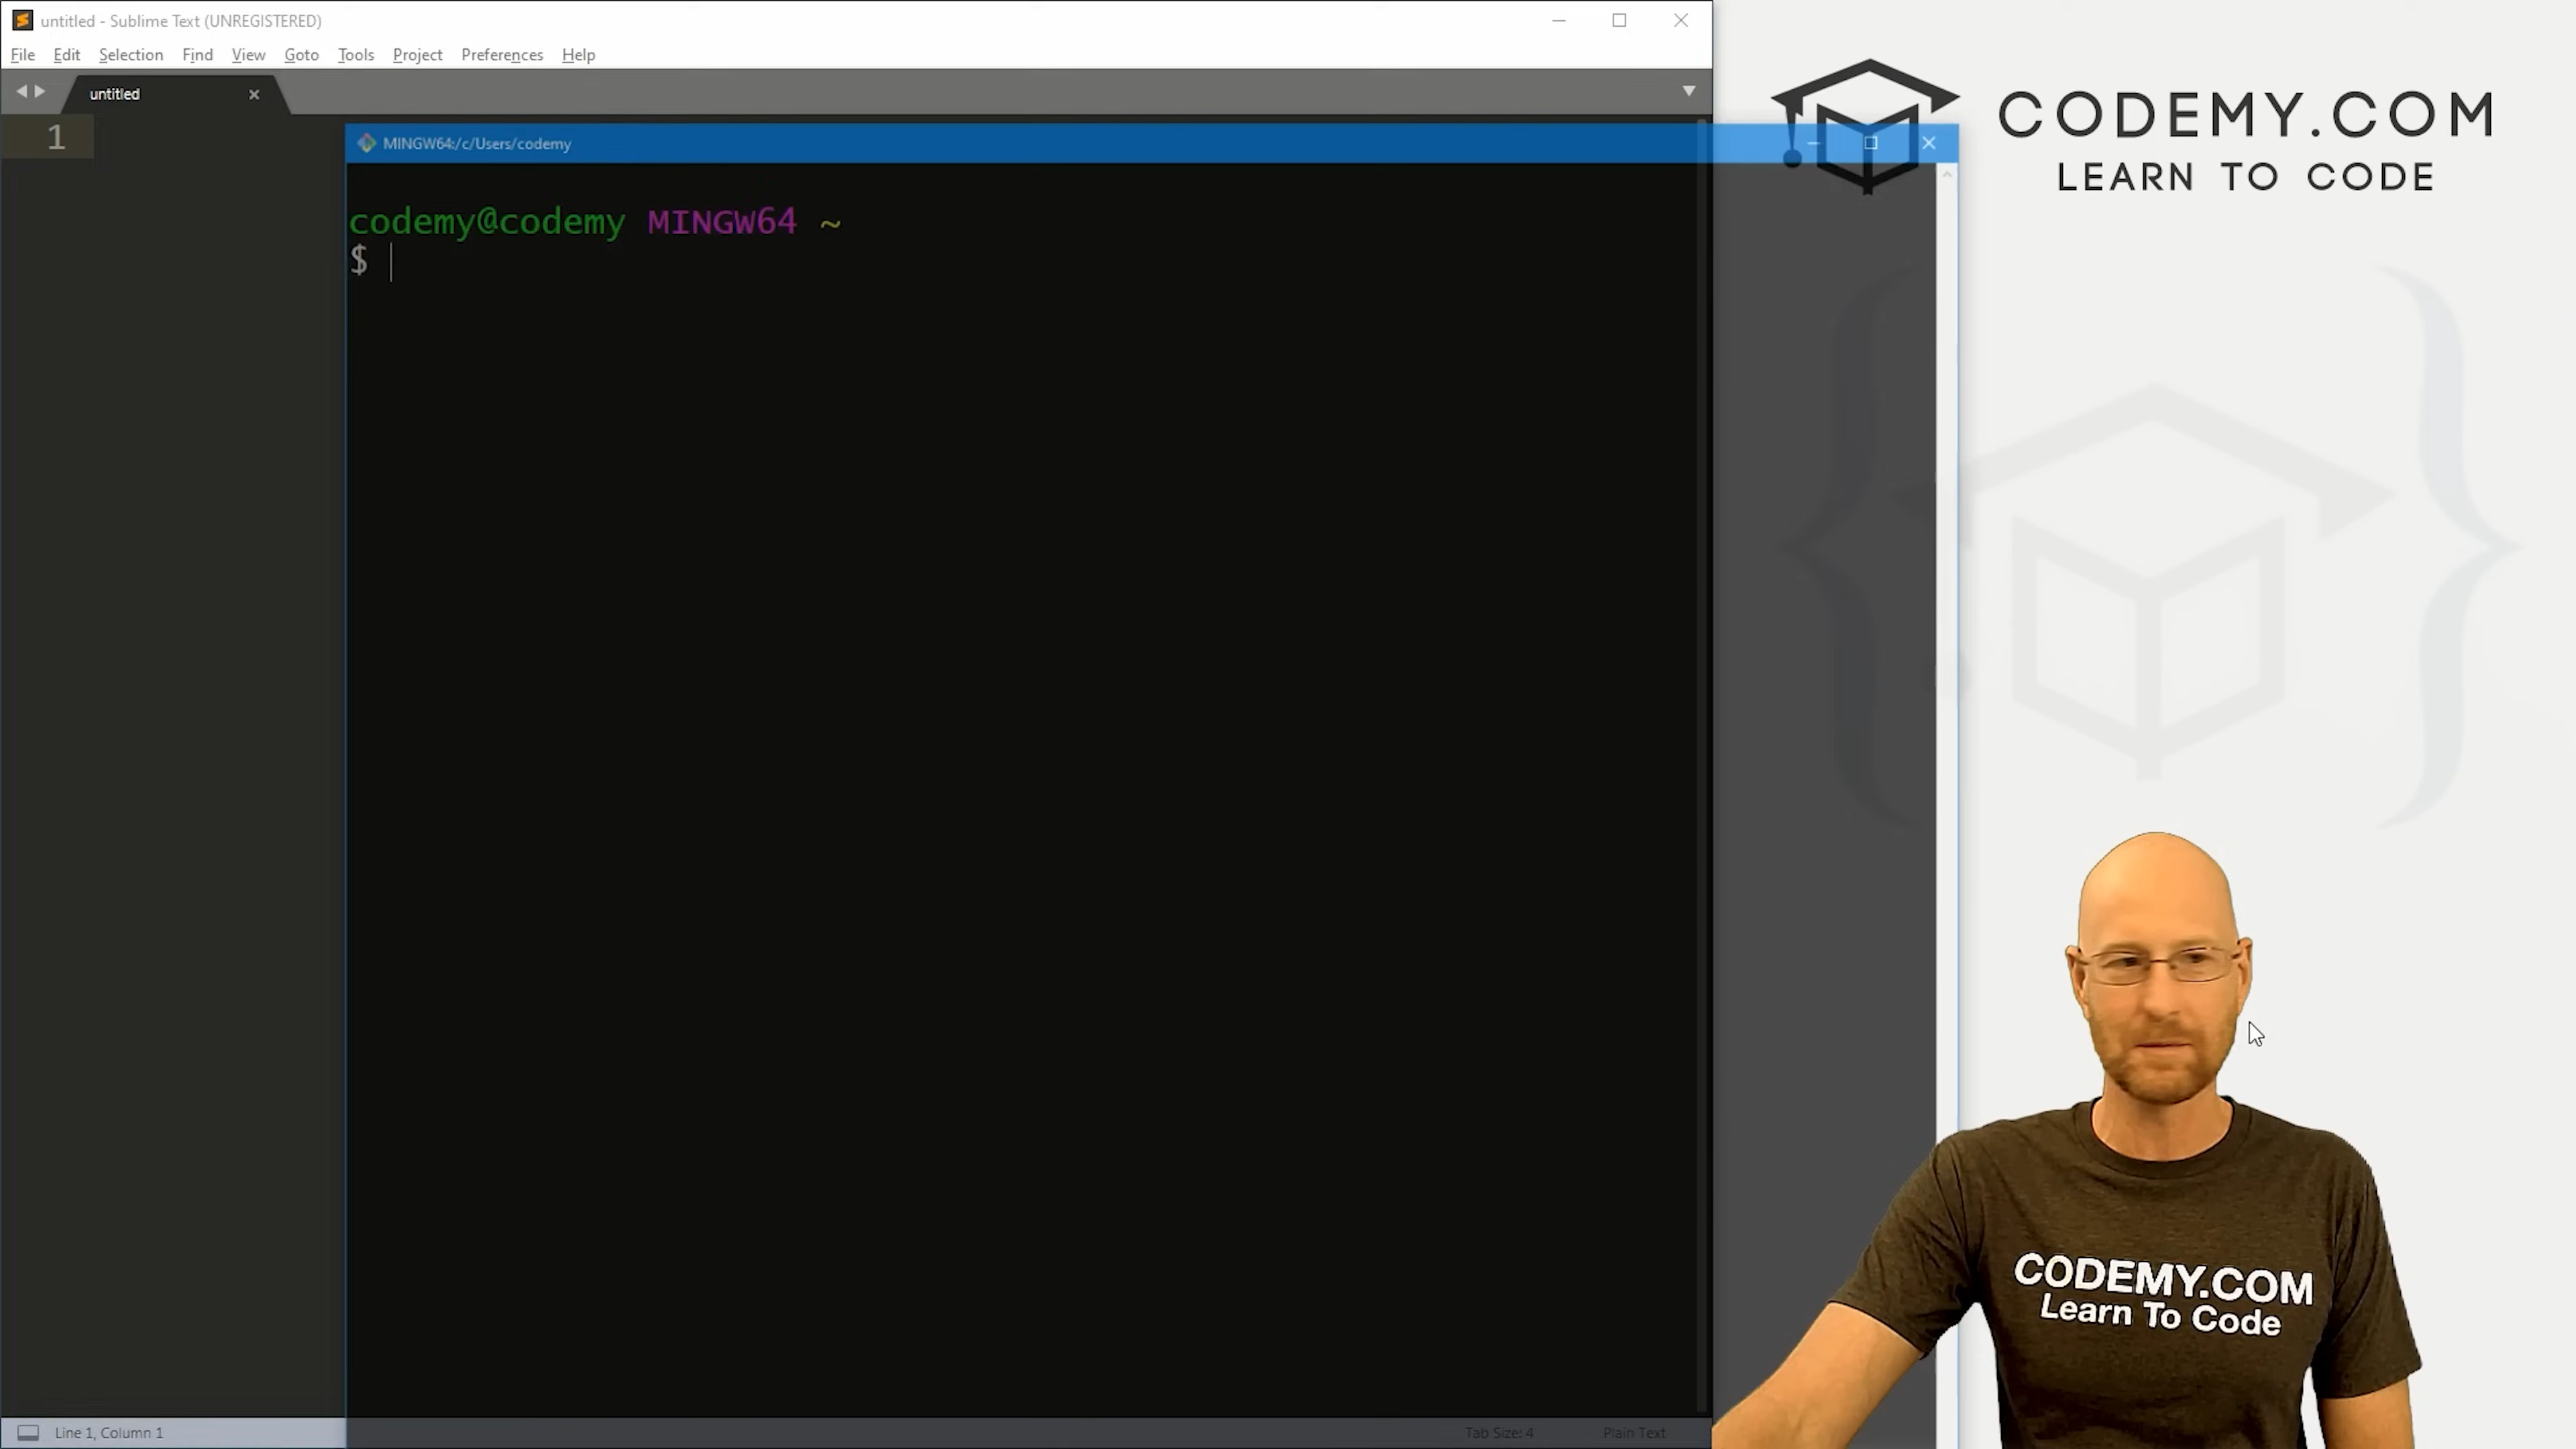 untitled - Sublime Text (UNREGISTERED)
File Edit Selection Find View Goto Tools Project Preferences Help
untitled
1
MINGW64:/c/Users/codemy
codemy@codemy MINGW64 ~
$
CODEMY.COM
LEARN TO CODE
CODEMY.COM
Learn To Code
Line 1, Column 1
Tab Size: 4
Plain Text